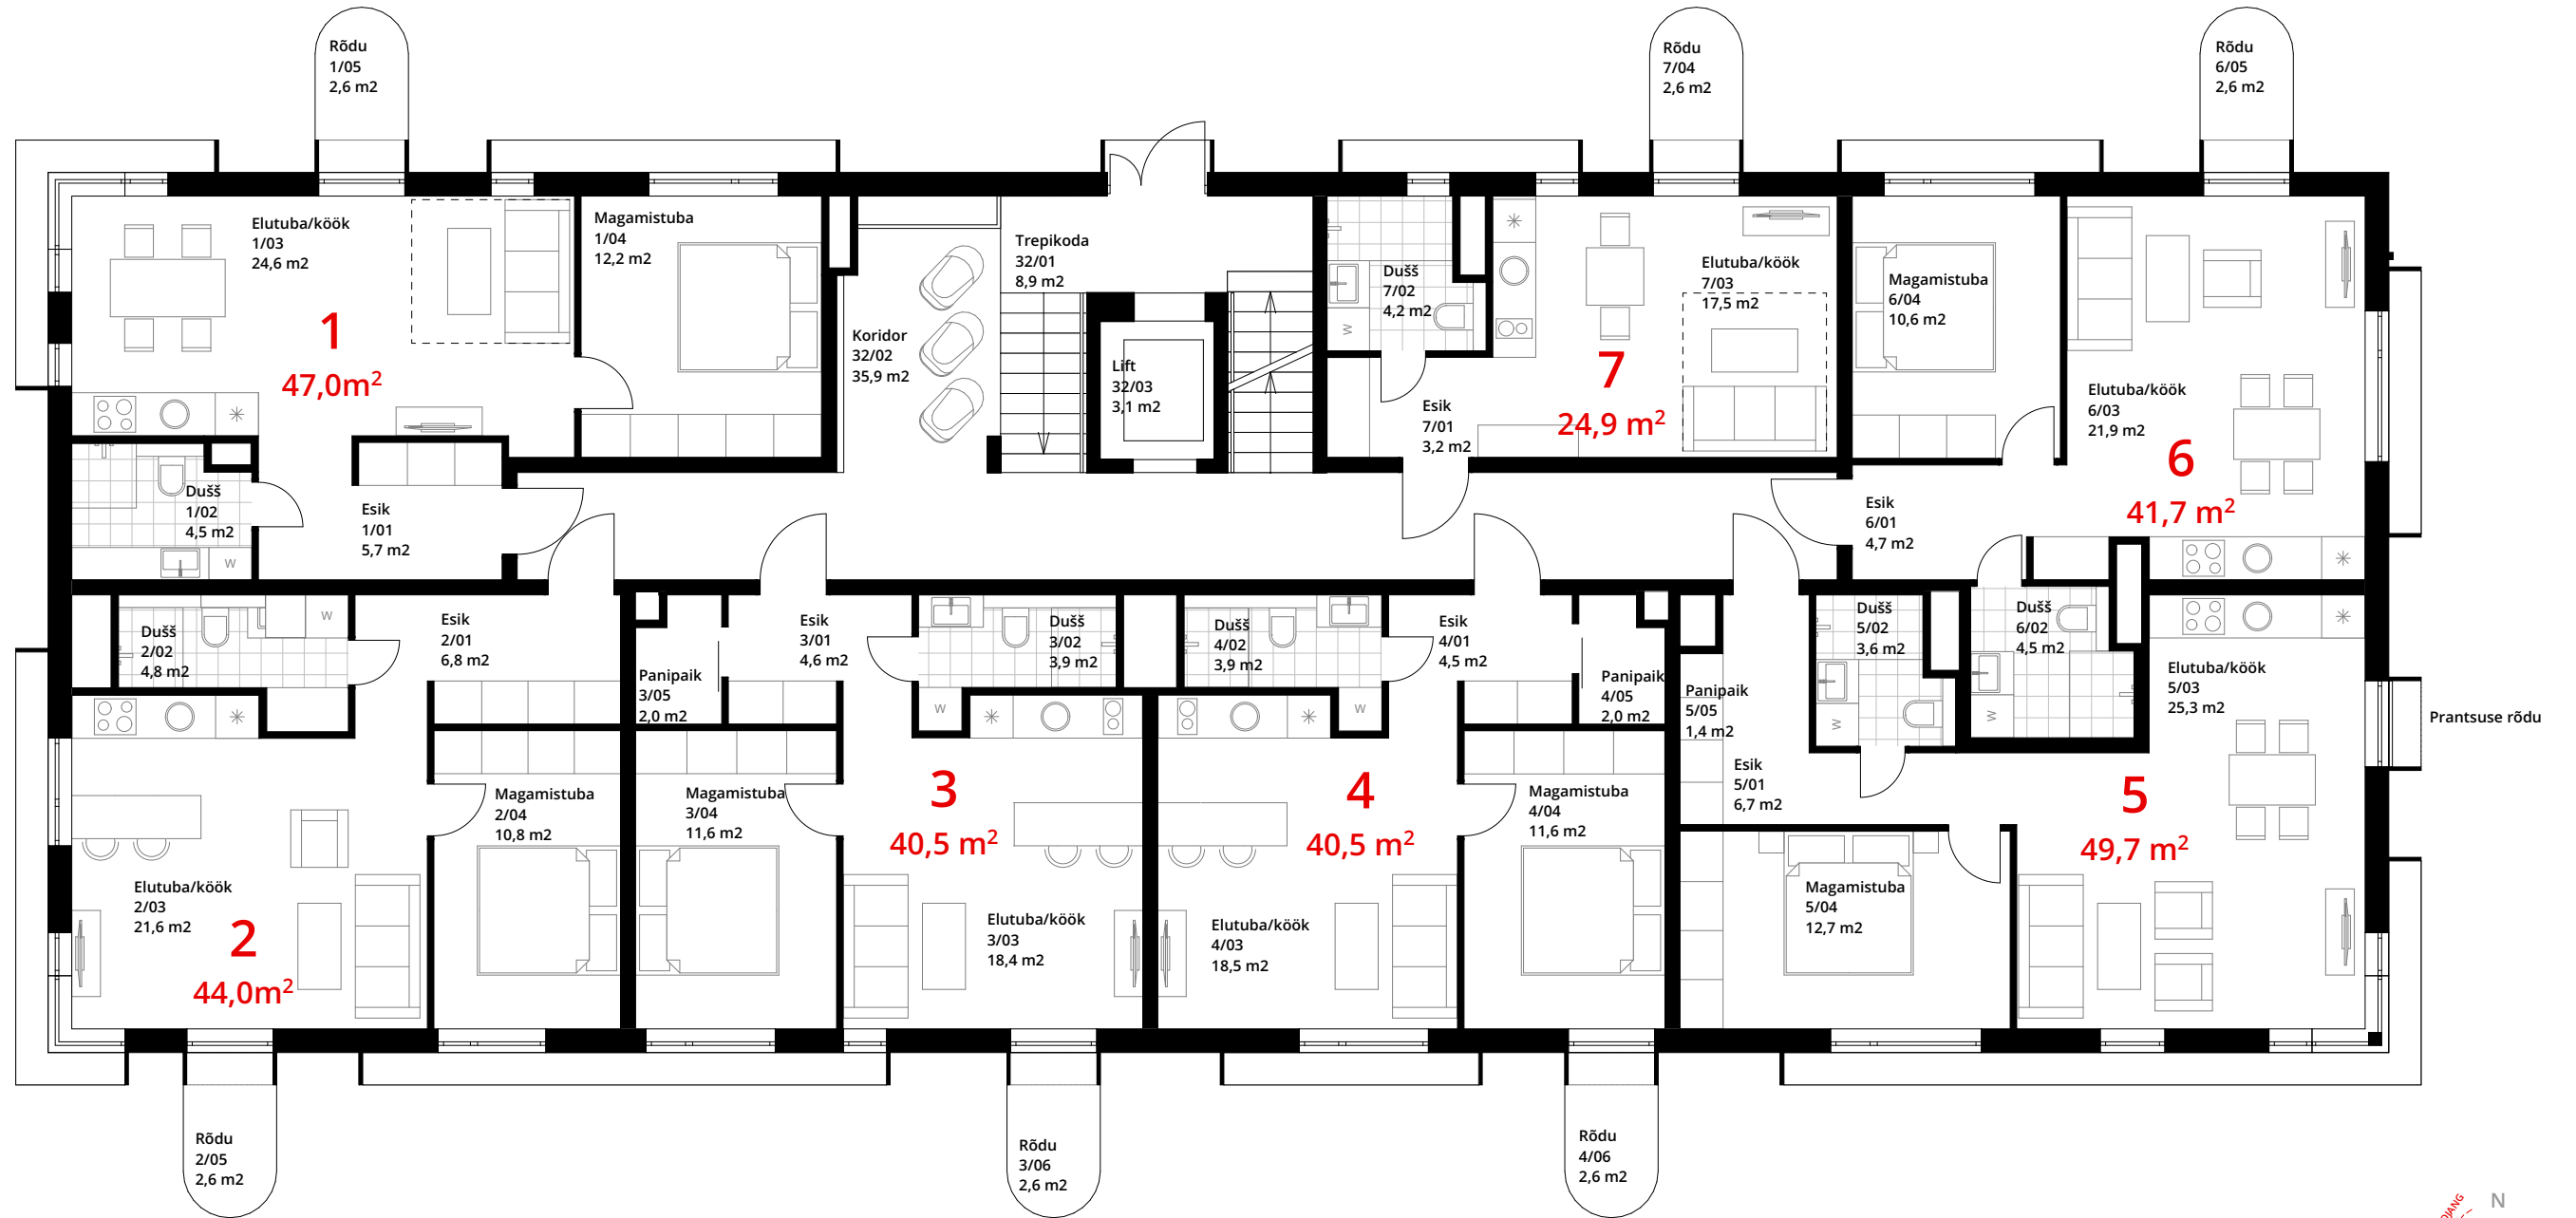 Rõdu
1/05
2,6 m2
Rõdu
7/04
2,6 m2
Rõdu
6/05
2,6 m2
Elutuba/köök
1/03
24,6 m2
1
47,0m²
Magamistuba
1/04
12,2 m2
Trepikoda
32/01
8,9 m2
Koridor
32/02
35,9 m2
Lift
32/03
3,1 m2
Dušš
7/02
4,2 m2
W
Elutuba/köök
7/03
17,5 m2
7
24,9 m²
Esik
7/01
3,2 m2
Magamistuba
6/04
10,6 m2
Elutuba/köök
6/03
21,9 m2
6
41,7 m²
Dušš
1/02
4,5 m2
W
Esik
1/01
5,7 m2
Esik
6/01
4,7 m2
Dušš
2/02
4,8 m2
W
Esik
2/01
6,8 m2
Panipaik
3/05
2,0 m2
Esik
3/01
4,6 m2
Dušš
3/02
3,9 m2
W
Dušš
4/02
3,9 m2
W
Esik
4/01
4,5 m2
Panipaik
4/05
2,0 m2
Panipaik
5/05
1,4 m2
Dušš
5/02
3,6 m2
W
Dušš
6/02
4,5 m2
W
Elutuba/köök
5/03
25,3 m2
Prantsuse rõdu
Esik
5/01
6,7 m2
5
49,7 m²
Magamistuba
2/04
10,8 m2
Magamistuba
3/04
11,6 m2
3
40,5 m²
4
40,5 m²
Magamistuba
4/04
11,6 m2
Elutuba/köök
2/03
21,6 m2
2
44,0m²
Elutuba/köök
3/03
18,4 m2
Elutuba/köök
4/03
18,5 m2
Magamistuba
5/04
12,7 m2
Rõdu
2/05
2,6 m2
Rõdu
3/06
2,6 m2
Rõdu
4/06
2,6 m2
N